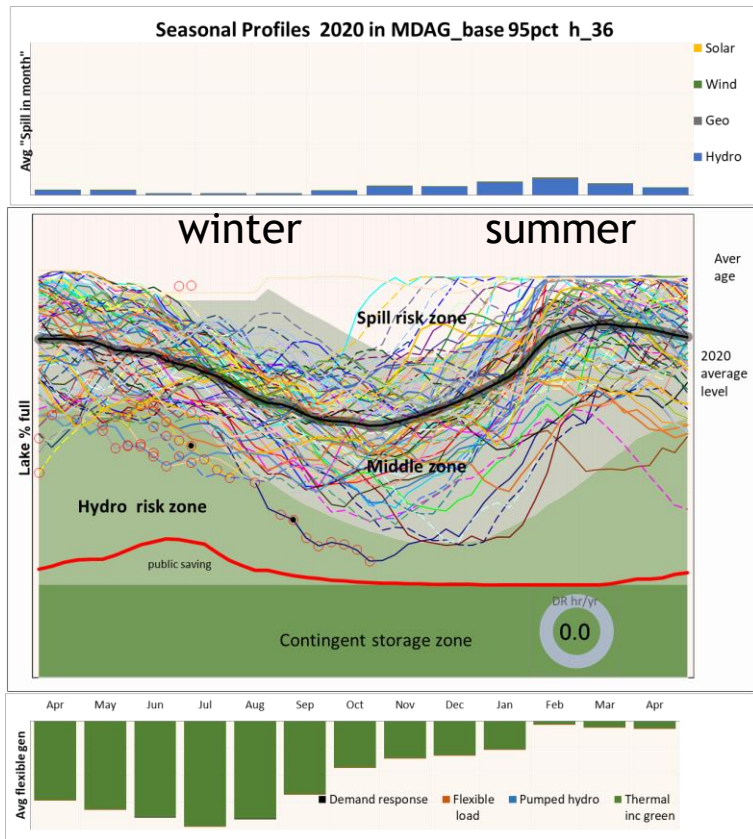 Seasonal Profiles 2020 in MDAG_base 95pct h_36
Avg "Spill in month"
Solar
Wind
Geo
Hydro
winter
summer
Aver
age
Spill risk zone
2020
average
level
Lake % full
Middle zone
Hydro risk zone
public saving
DR hr/yr
0.0
Contingent storage zone
Apr May Jun Jul Aug Sep Oct Nov Dec Jan Feb Mar Apr
Avg flexible gen
Demand response
Flexible
load
Pumped hydro
Thermal
inc green